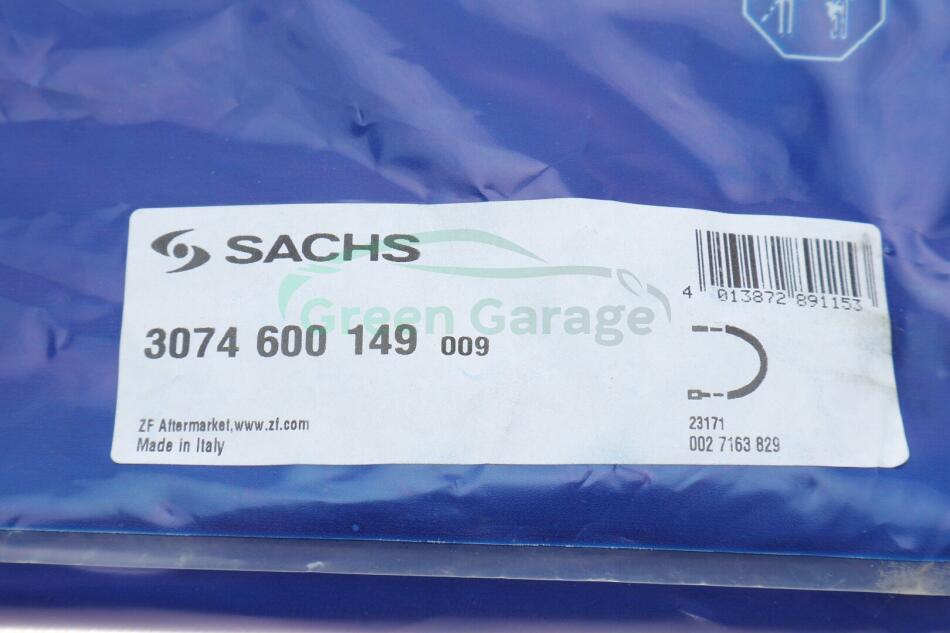 SACHS
Green Garage
3074 600 149 009
ZF Aftermarket,www.zf.com
Made in Italy
4 013872 891153
23171
002 7163 829